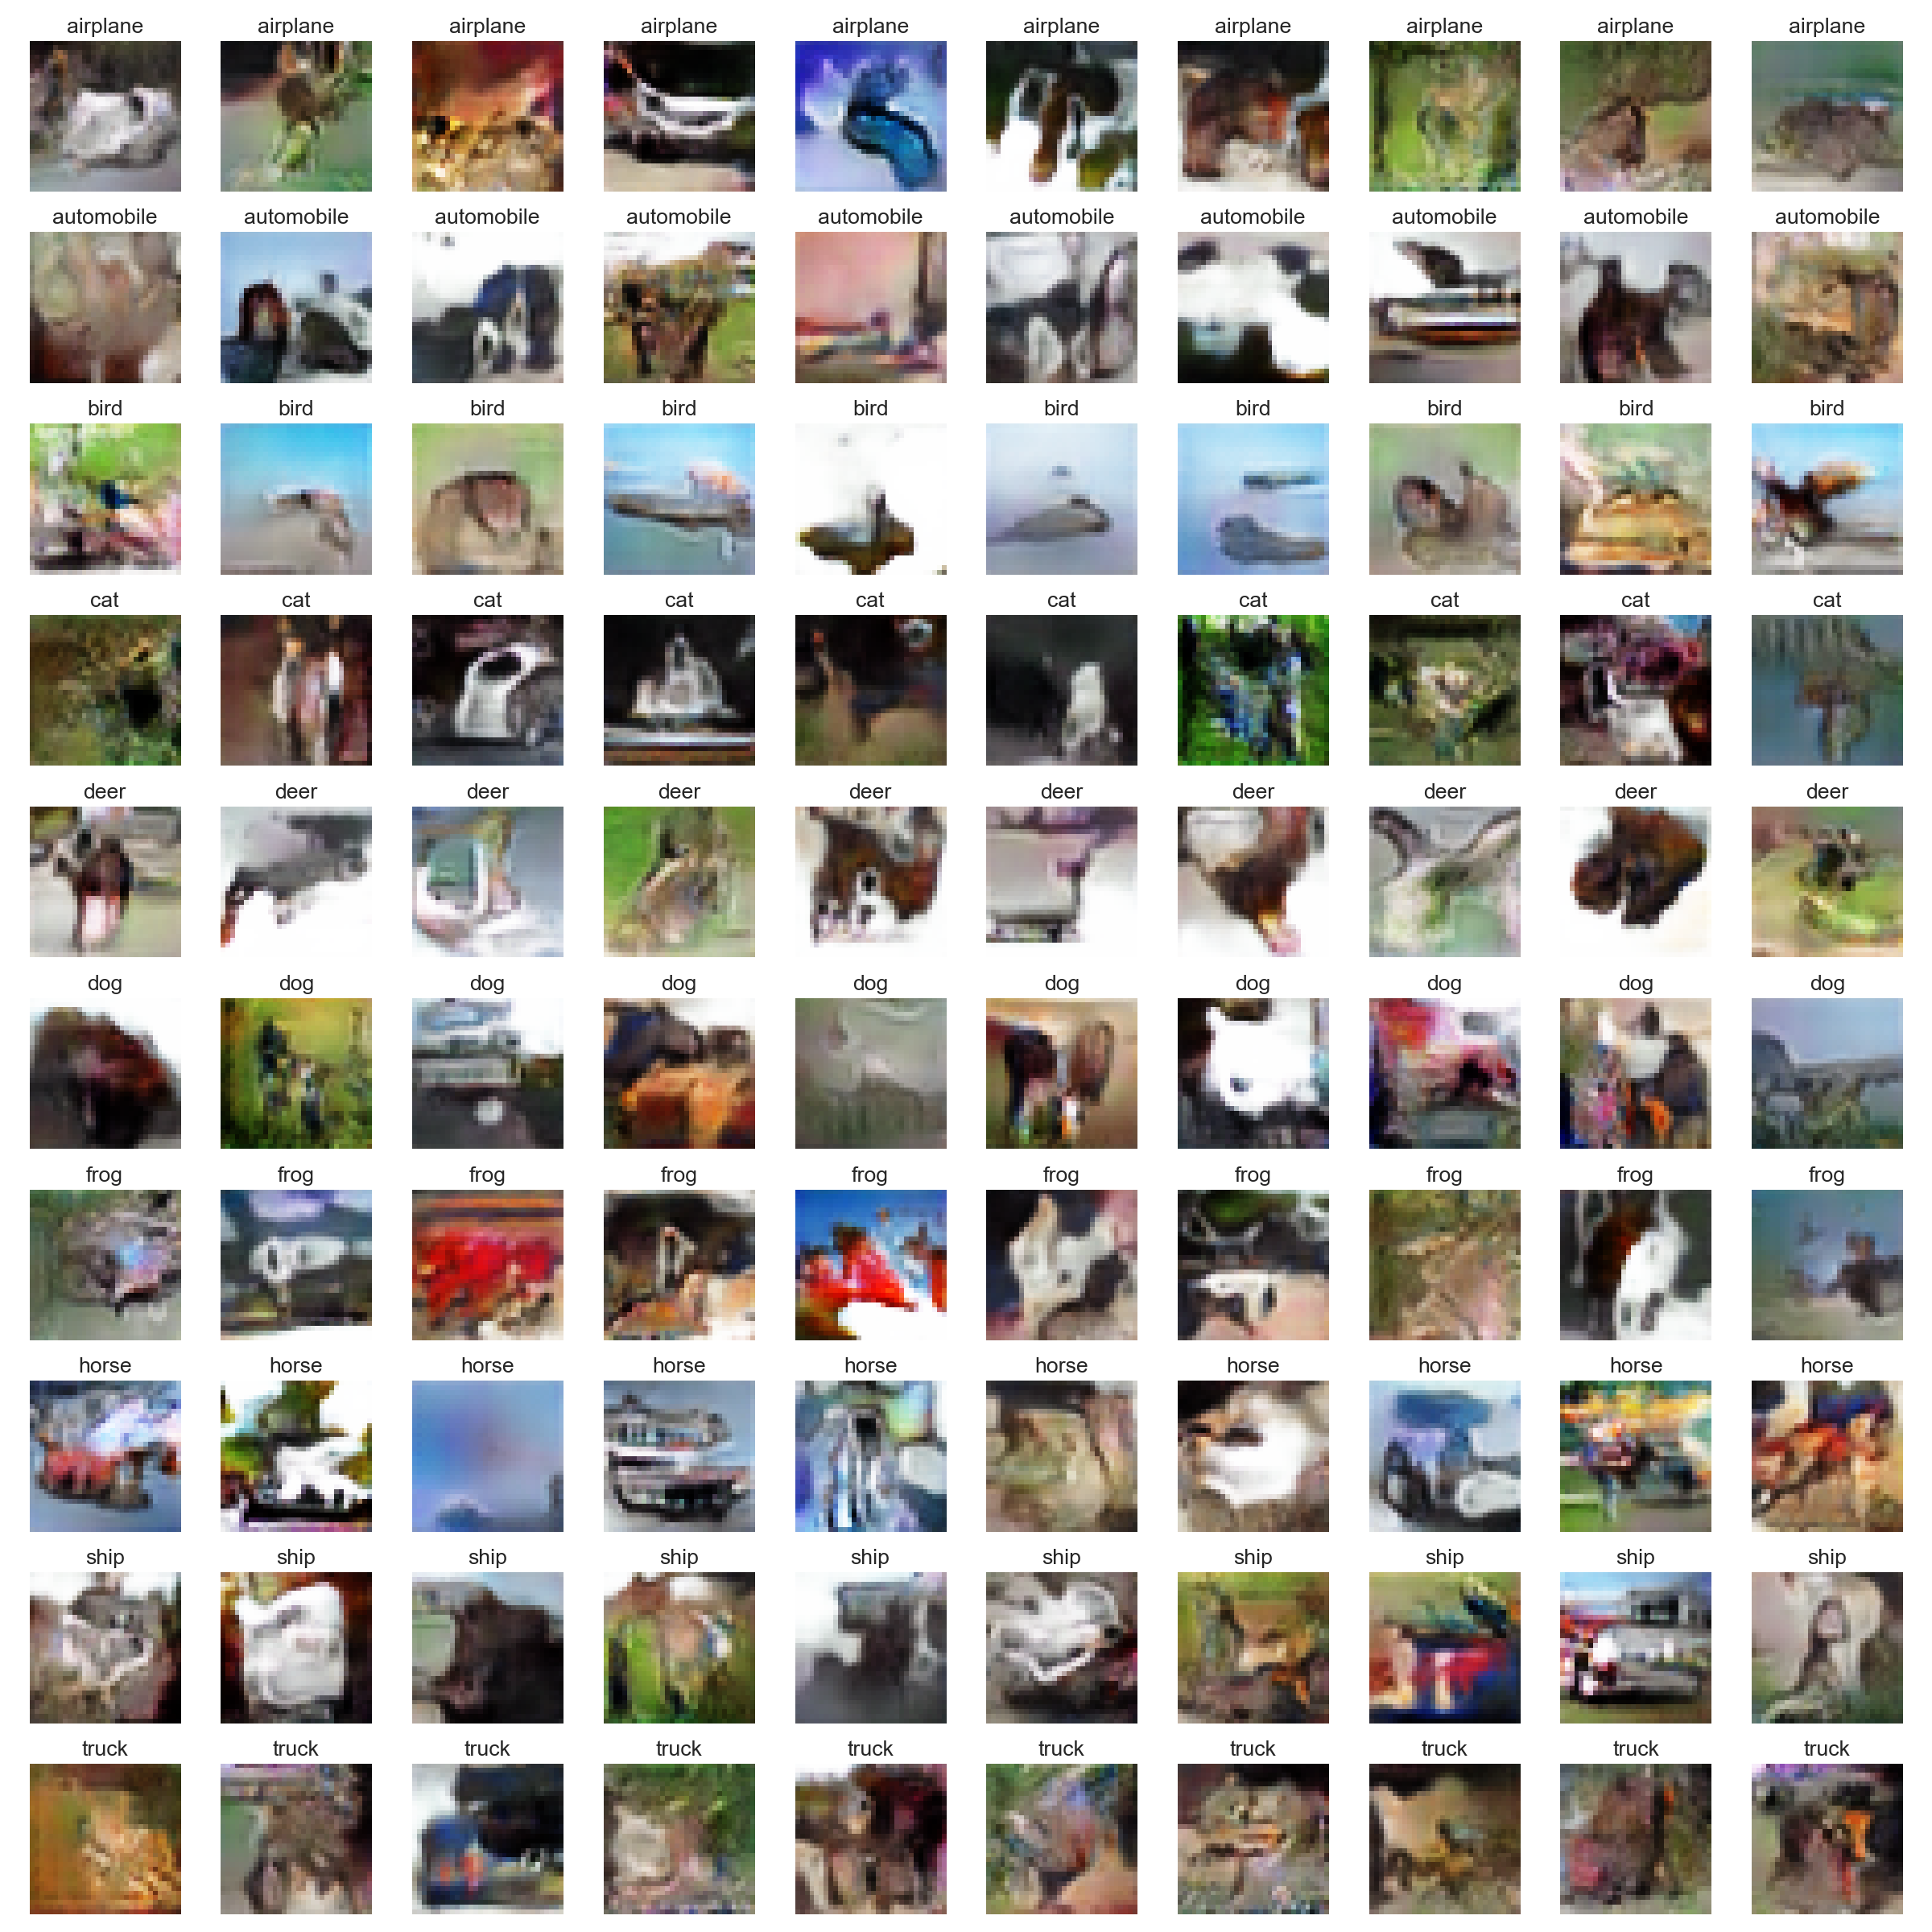 airplane airplane airplane airplane airplane airplane airplane airplane airplane airplane
automobile automobile automobile automobile automobile automobile automobile automobile automobile automobile
bird bird bird bird bird bird bird bird bird bird
cat cat cat cat cat cat cat cat cat cat
deer deer deer deer deer deer deer deer deer deer
dog dog dog dog dog dog dog dog dog dog
frog frog frog frog frog frog frog frog frog frog
horse horse horse horse horse horse horse horse horse horse
ship ship ship ship ship ship ship ship ship ship
truck truck truck truck truck truck truck truck truck truck